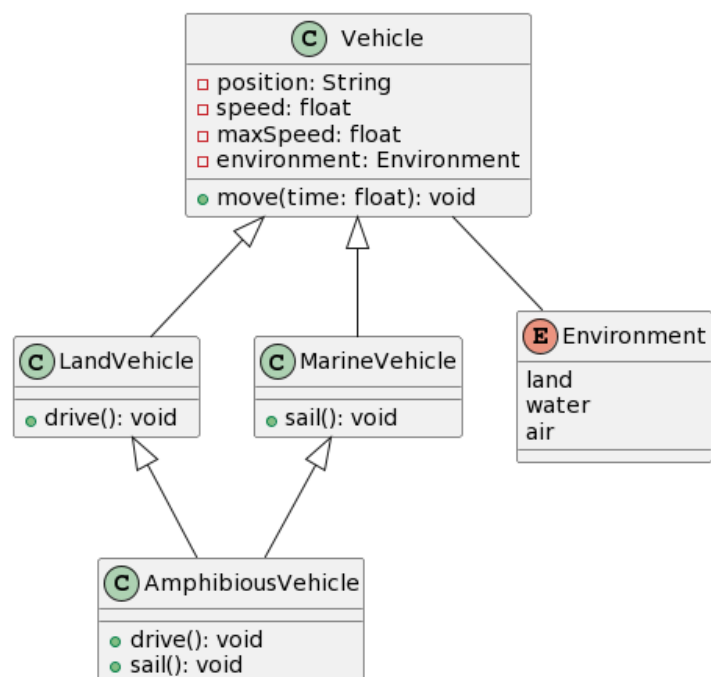 C Vehicle
position: String
speed: float
maxSpeed: float
environment: Environment
move(time: float): void
C LandVehicle
drive(): void
C MarineVehicle
sail(): void
E Environment
land
water
air
C AmphibiousVehicle
drive(): void
sail(): void